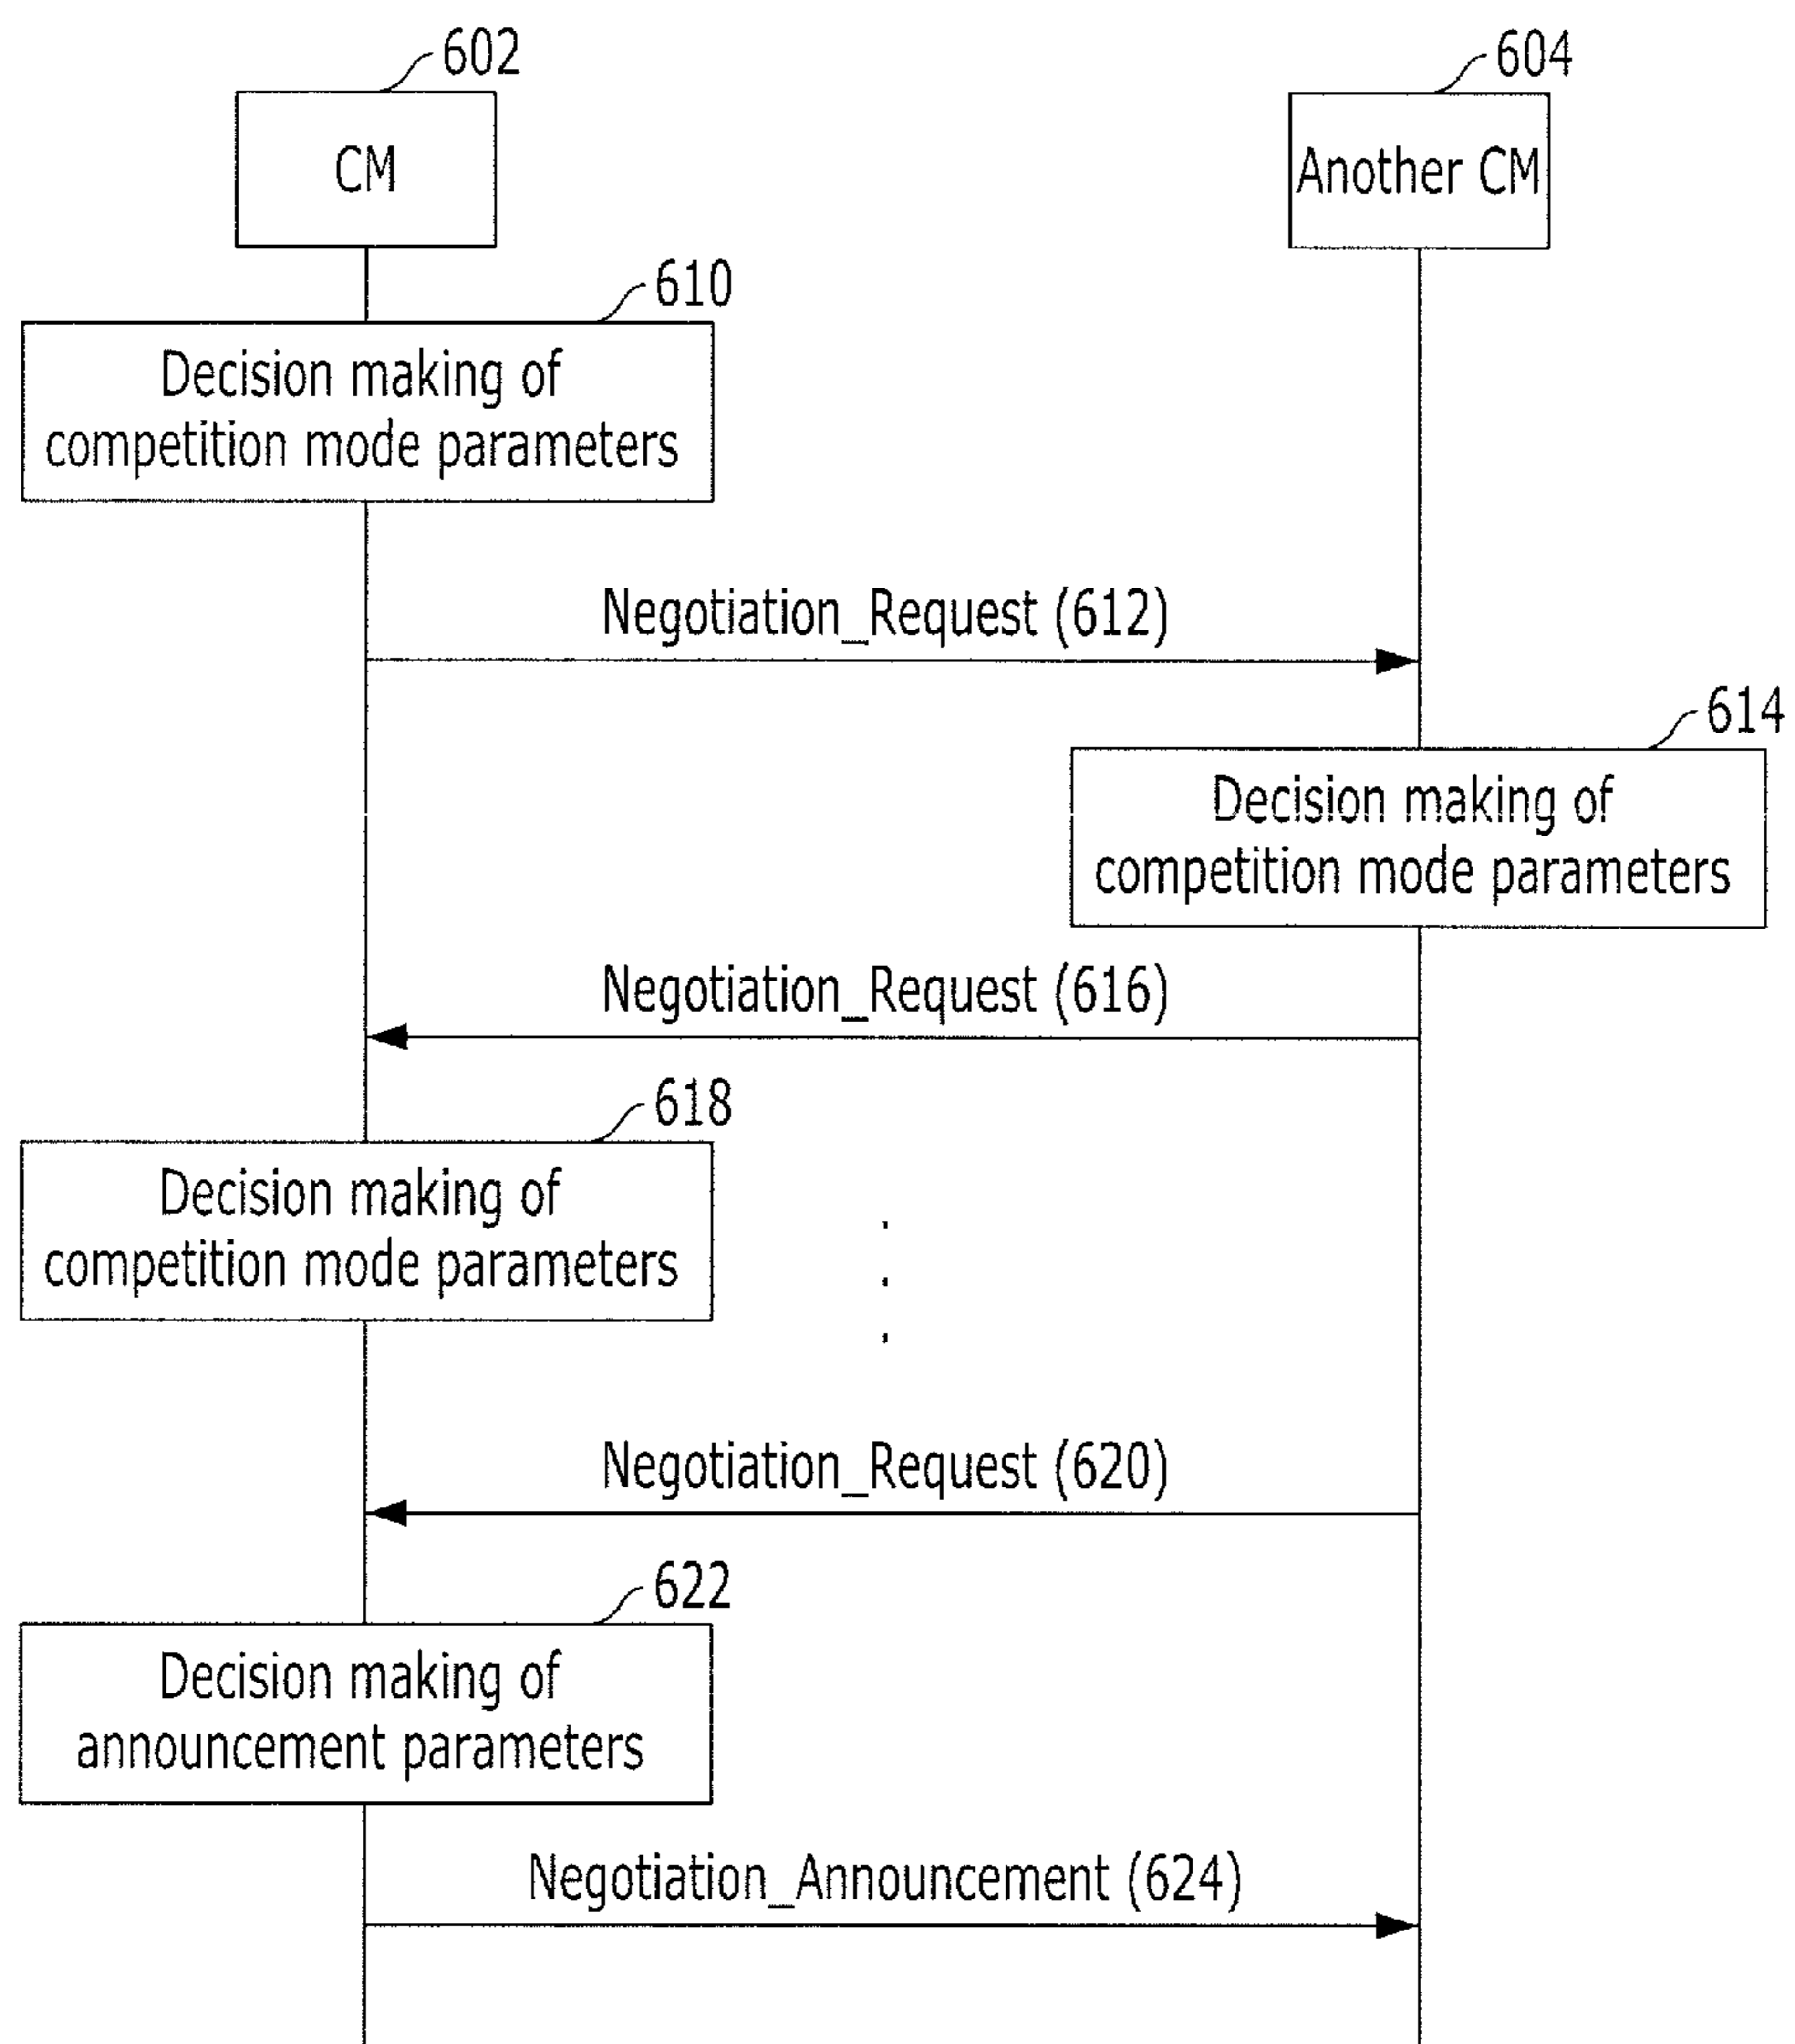 602
604
CM
Another CM
610
Decision making of
competition mode parameters
Negotiation_Request (612)
614
Decision making of
competition mode parameters
Negotiation_Request (616)
618
Decision making of
competition mode parameters
Negotiation_Request (620)
622
Decision making of
announcement parameters
Negotiation_Announcement (624)